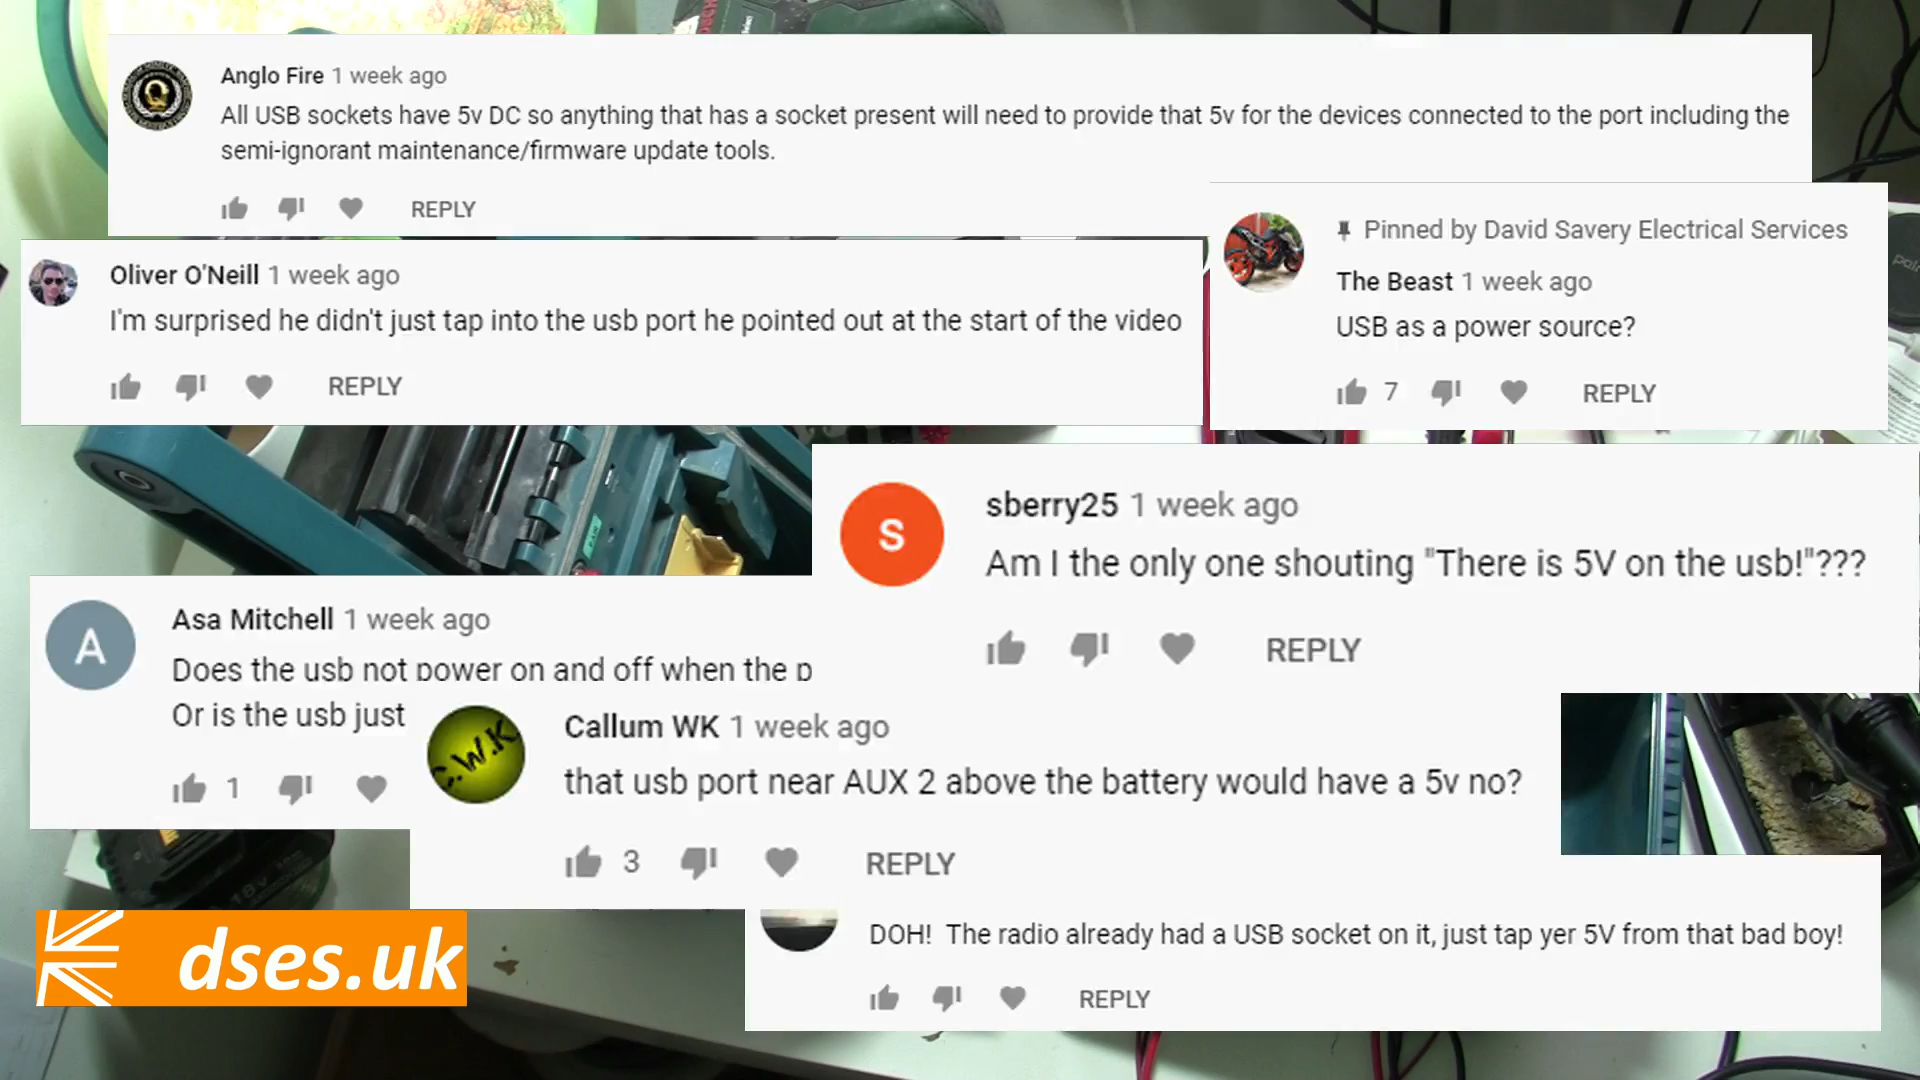 Anglo Fire 1 week ago
All USB sockets have 5v DC so anything that has a socket present will need to provide that 5v for the devices connected to the port including the
semi-ignorant maintenance/firmware update tools.
REPLY
Pinned by David Savery Electrical Services
The Beast 1 week ago
USB as a power source?
7 REPLY
Oliver O'Neill 1 week ago
I'm surprised he didn't just tap into the usb port he pointed out at the start of the video
REPLY
sberry25 1 week ago
S
Am I the only one shouting "There is 5V on the usb!"???
REPLY
Asa Mitchell 1 week ago
A
Does the usb not power on and off when the p
Or is the usb just
1
Callum WK 1 week ago
C.W.K
that usb port near AUX 2 above the battery would have a 5v no?
3 REPLY
18V
dses.uk
DOH! The radio already had a USB socket on it, just tap yer 5V from that bad boy!
REPLY